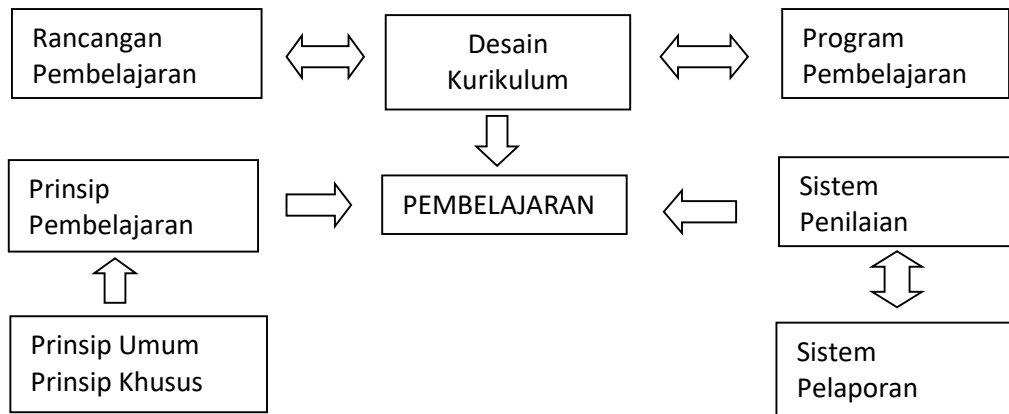 Rancangan
Pembelajaran
Desain
Kurikulum
Program
Pembelajaran
Prinsip
Pembelajaran
PEMBELAJARAN
Sistem
Penilaian
Prinsip Umum
Prinsip Khusus
Sistem
Pelaporan